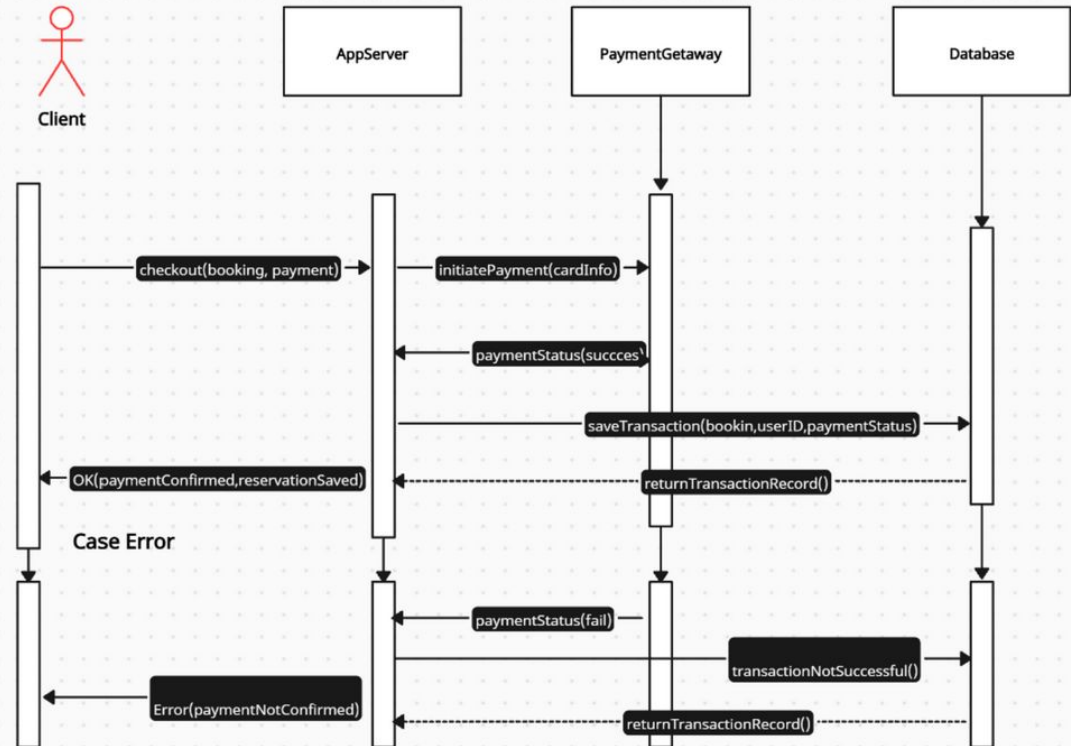 AppServer
PaymentGetaway
Database
Client
checkout(booking, payment)
initiatePayment(cardInfo)
paymentStatus(succces)
saveTransaction(bookin,userID,paymentStatus)
OK(paymentConfirmed,reservationSaved)
returnTransactionRecord()
Case Error
paymentStatus(fail)
transactionNotSuccessful()
Error(paymentNotConfirmed)
returnTransactionRecord()